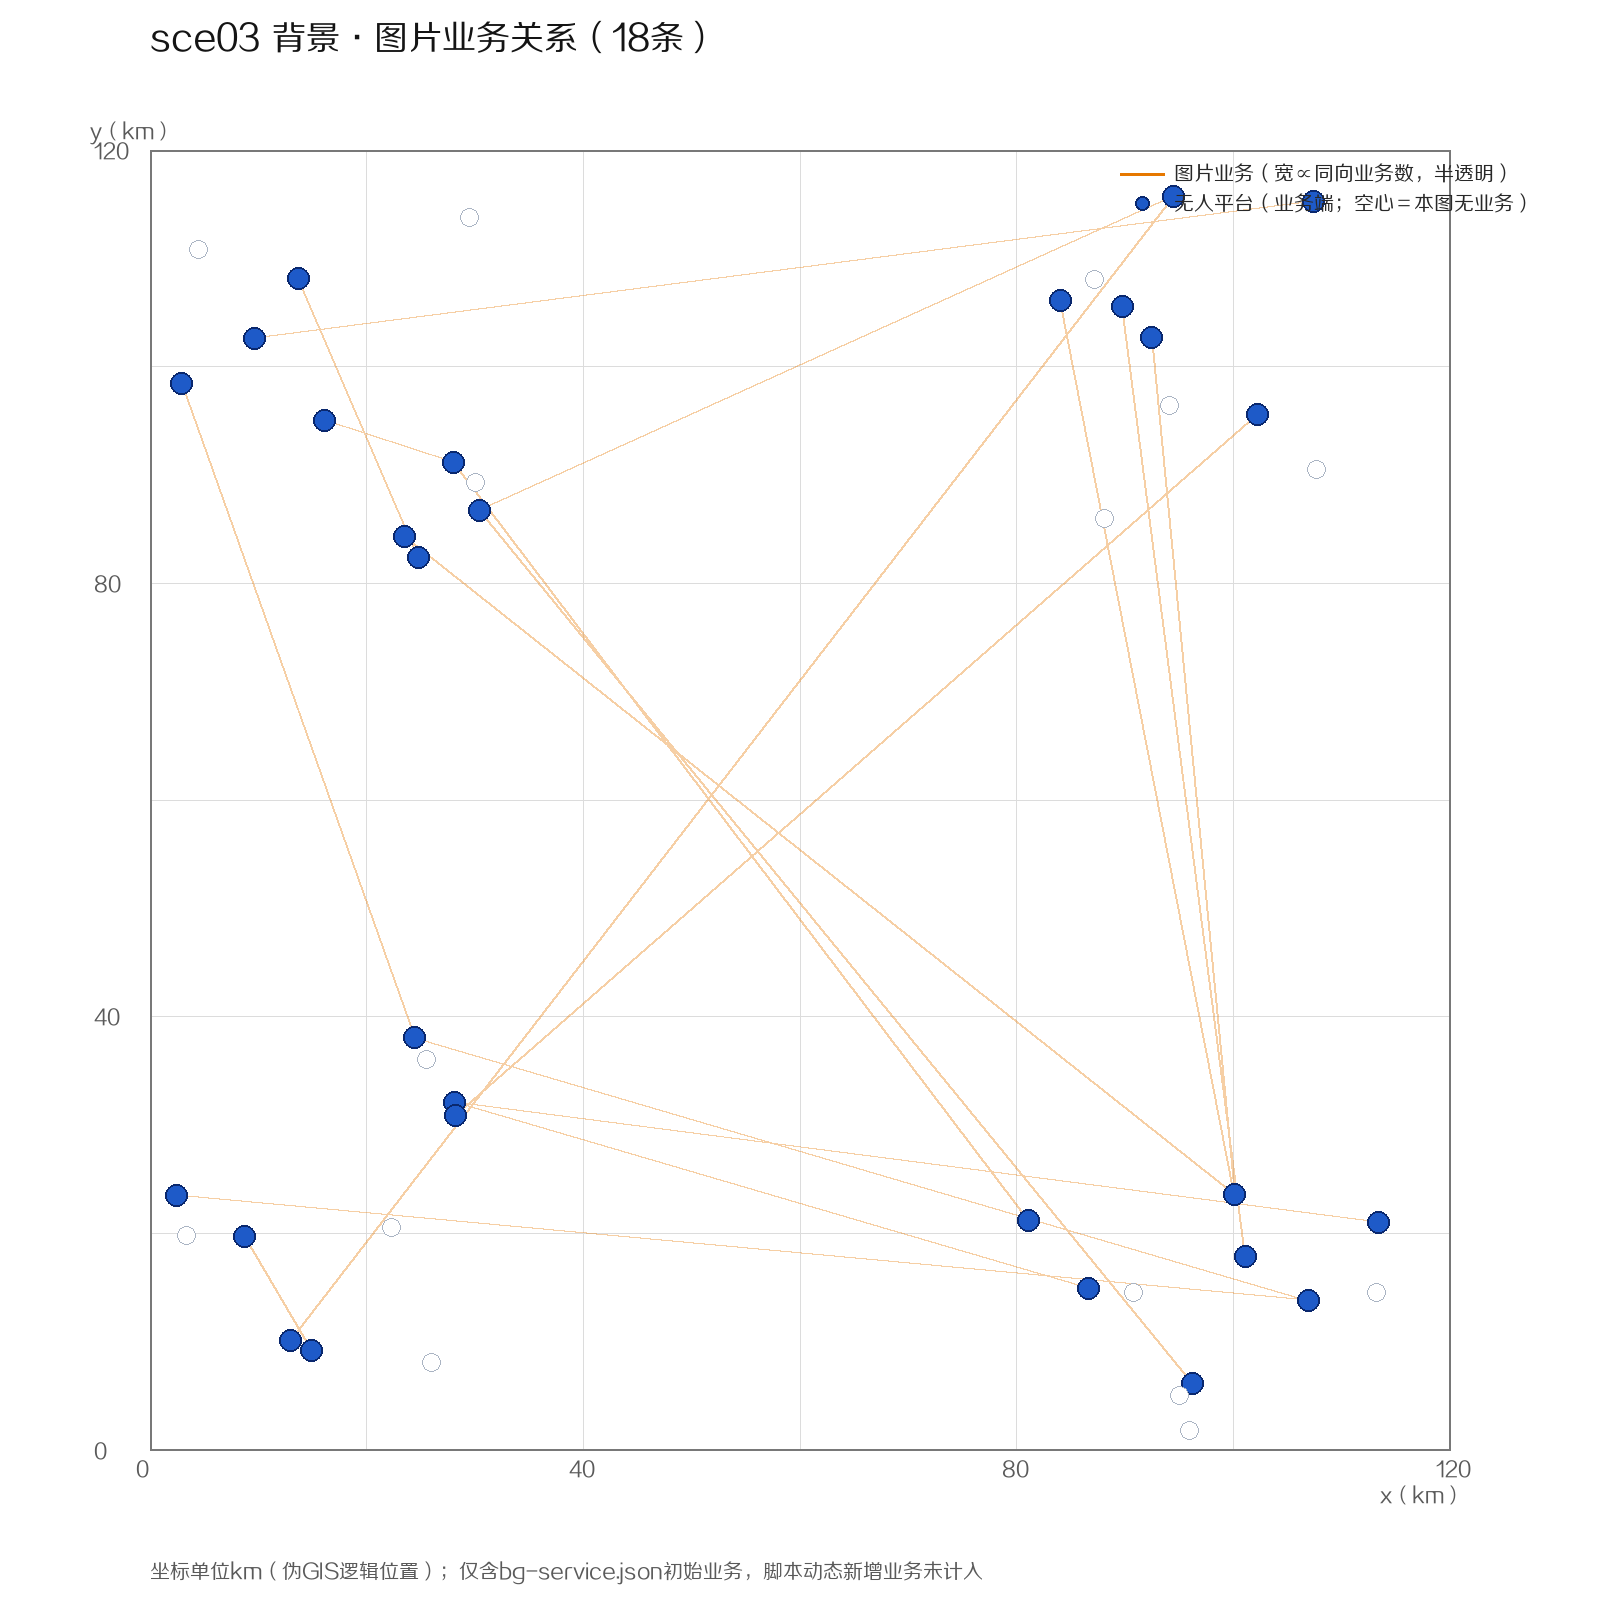 sce03 背景·图片业务关系（18条）
y（km）
120
图片业务（宽∝同向业务数，半透明）
无人平台（业务端；空心＝本图无业务）
80
40
0
0 40 80 120
x（km）
坐标单位km（伪GIS逻辑位置）；仅含bg-service.json初始业务，脚本动态新增业务未计入